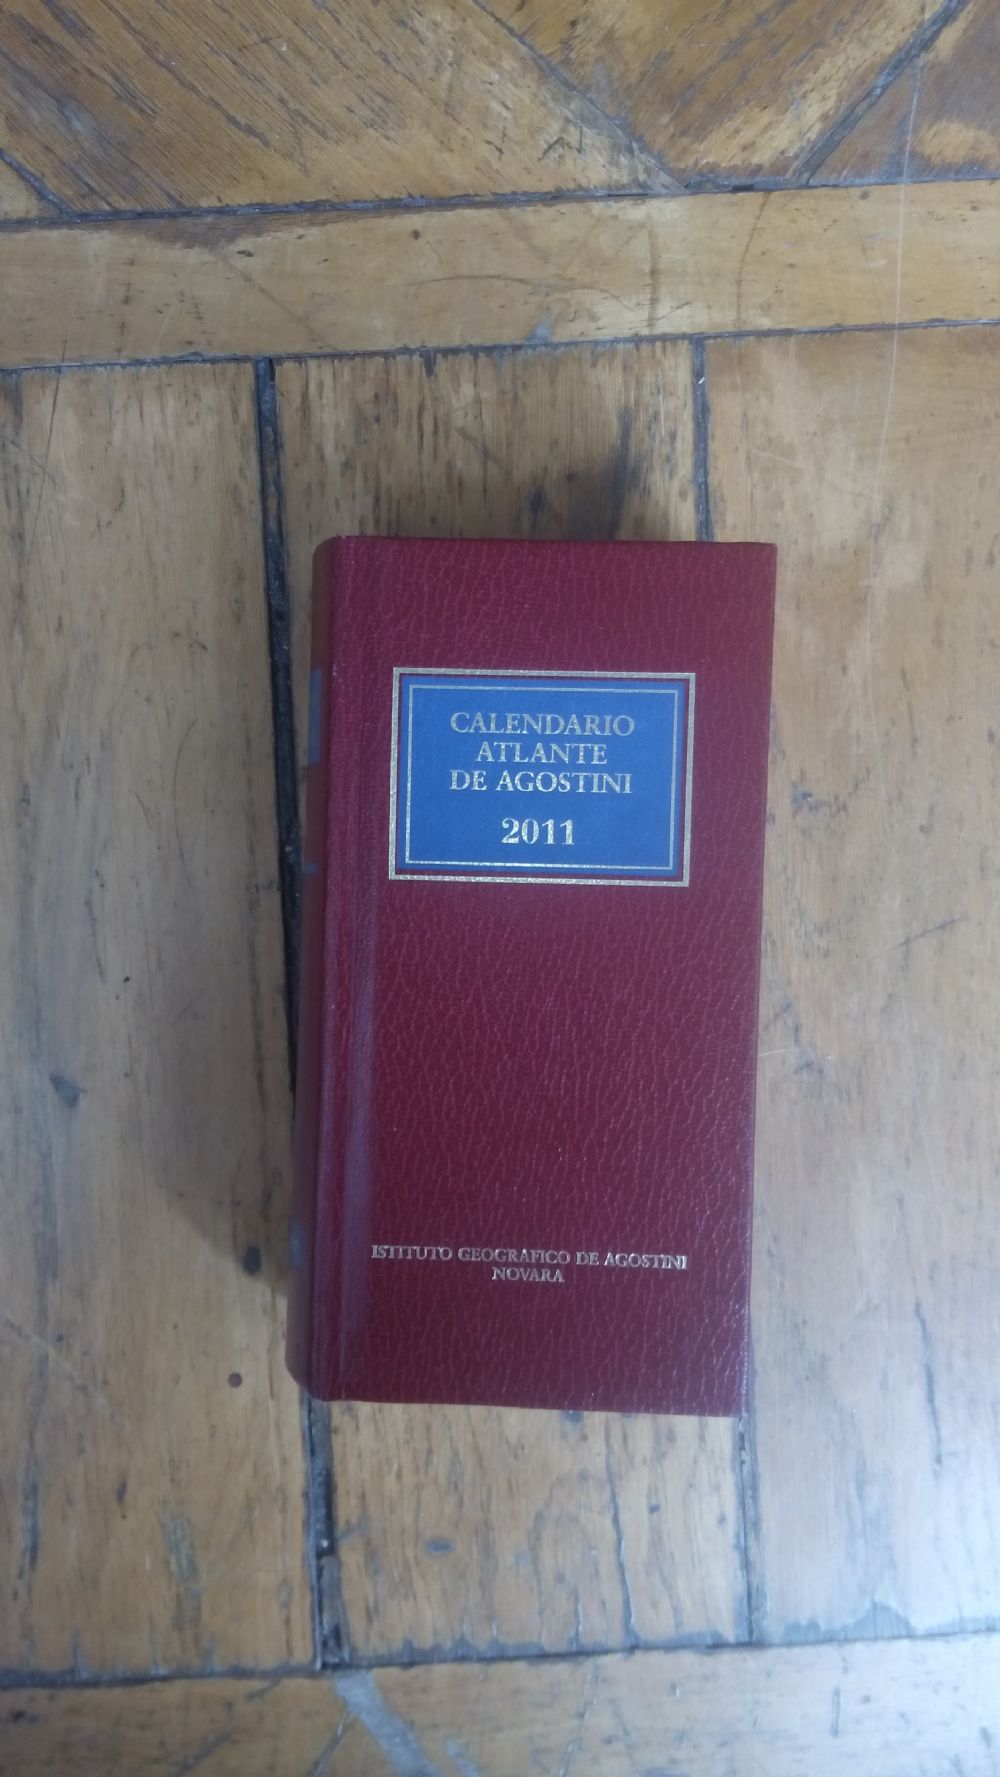 CALENDARIO
ATLANTE
DE AGOSTINI
2011
ISTITUTO GEOGRAFICO DE AGOSTINI
NOVARA